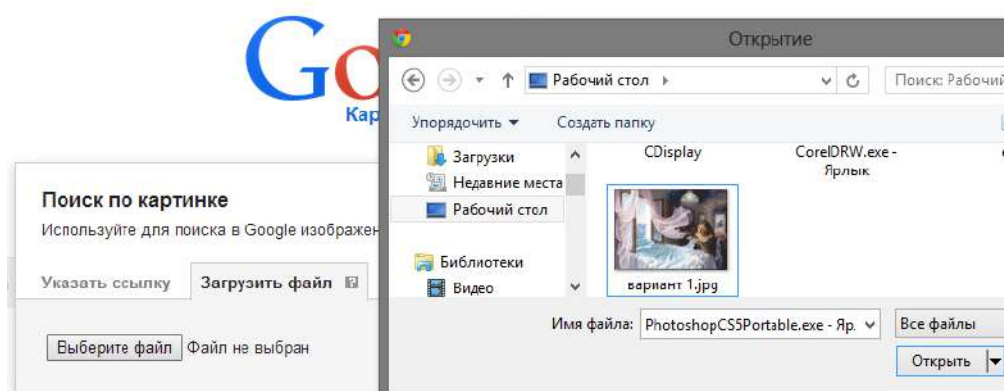 Go
Кар
Поиск по картинке
Используйте для поиска в Google изображен
Указать ссылку Загрузить файл ?
Выберите файл Файл не выбран
Открытие
Рабочий стол
Поиск: Рабочий
Упорядочить Создать папку
Загрузки
Недавние места
Рабочий стол
Библиотеки
Видео
CDisplay
CorelDRW.exe -
Ярлык
вариант 1.jpg
Имя файла: PhotoshopCS5Portable.exe - Яр. Все файлы
Открыть